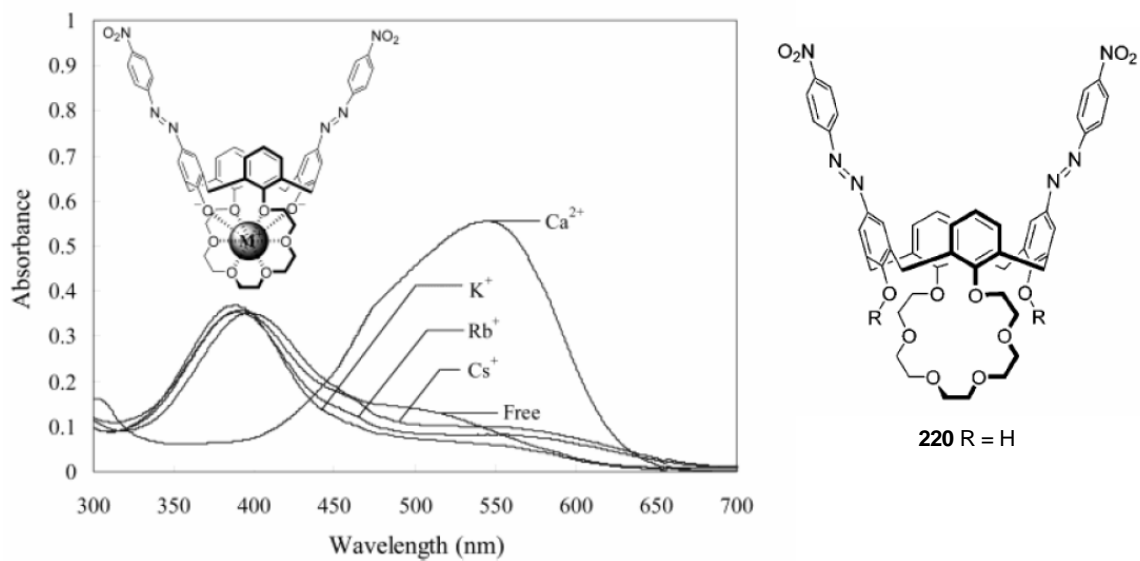 1
0.9
0.8
0.7
0.6
0.5
0.4
0.3
0.2
0.1
0
Absorbance
300
350
400
450
500
550
600
650
700
Wavelength (nm)
O₂N
NO₂
N
N
N
N
O
O
O
O
O
O
O
O
M⁺
Ca²⁺
K⁺
Rb⁺
Cs⁺
Free
O₂N
NO₂
N
N
N
N
O
O
O
O
R
R
O
O
O
O
220 R = H